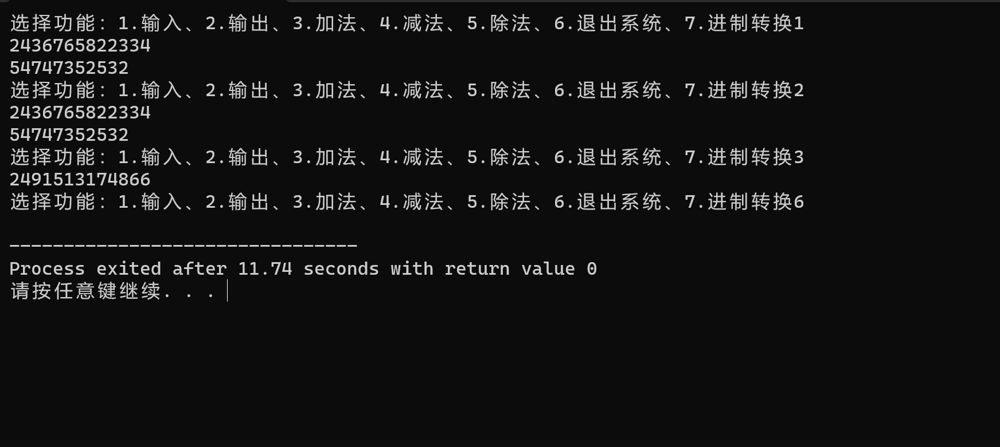 选择功能：1.输入、2.输出、3.加法、4.减法、5.除法、6.退出系统、7.进制转换1
2436765822334
54747352532
选择功能：1.输入、2.输出、3.加法、4.减法、5.除法、6.退出系统、7.进制转换2
2436765822334
54747352532
选择功能：1.输入、2.输出、3.加法、4.减法、5.除法、6.退出系统、7.进制转换3
2491513174866
选择功能：1.输入、2.输出、3.加法、4.减法、5.除法、6.退出系统、7.进制转换6
--------------------------------
Process exited after 11.74 seconds with return value 0
请按任意键继续. . .